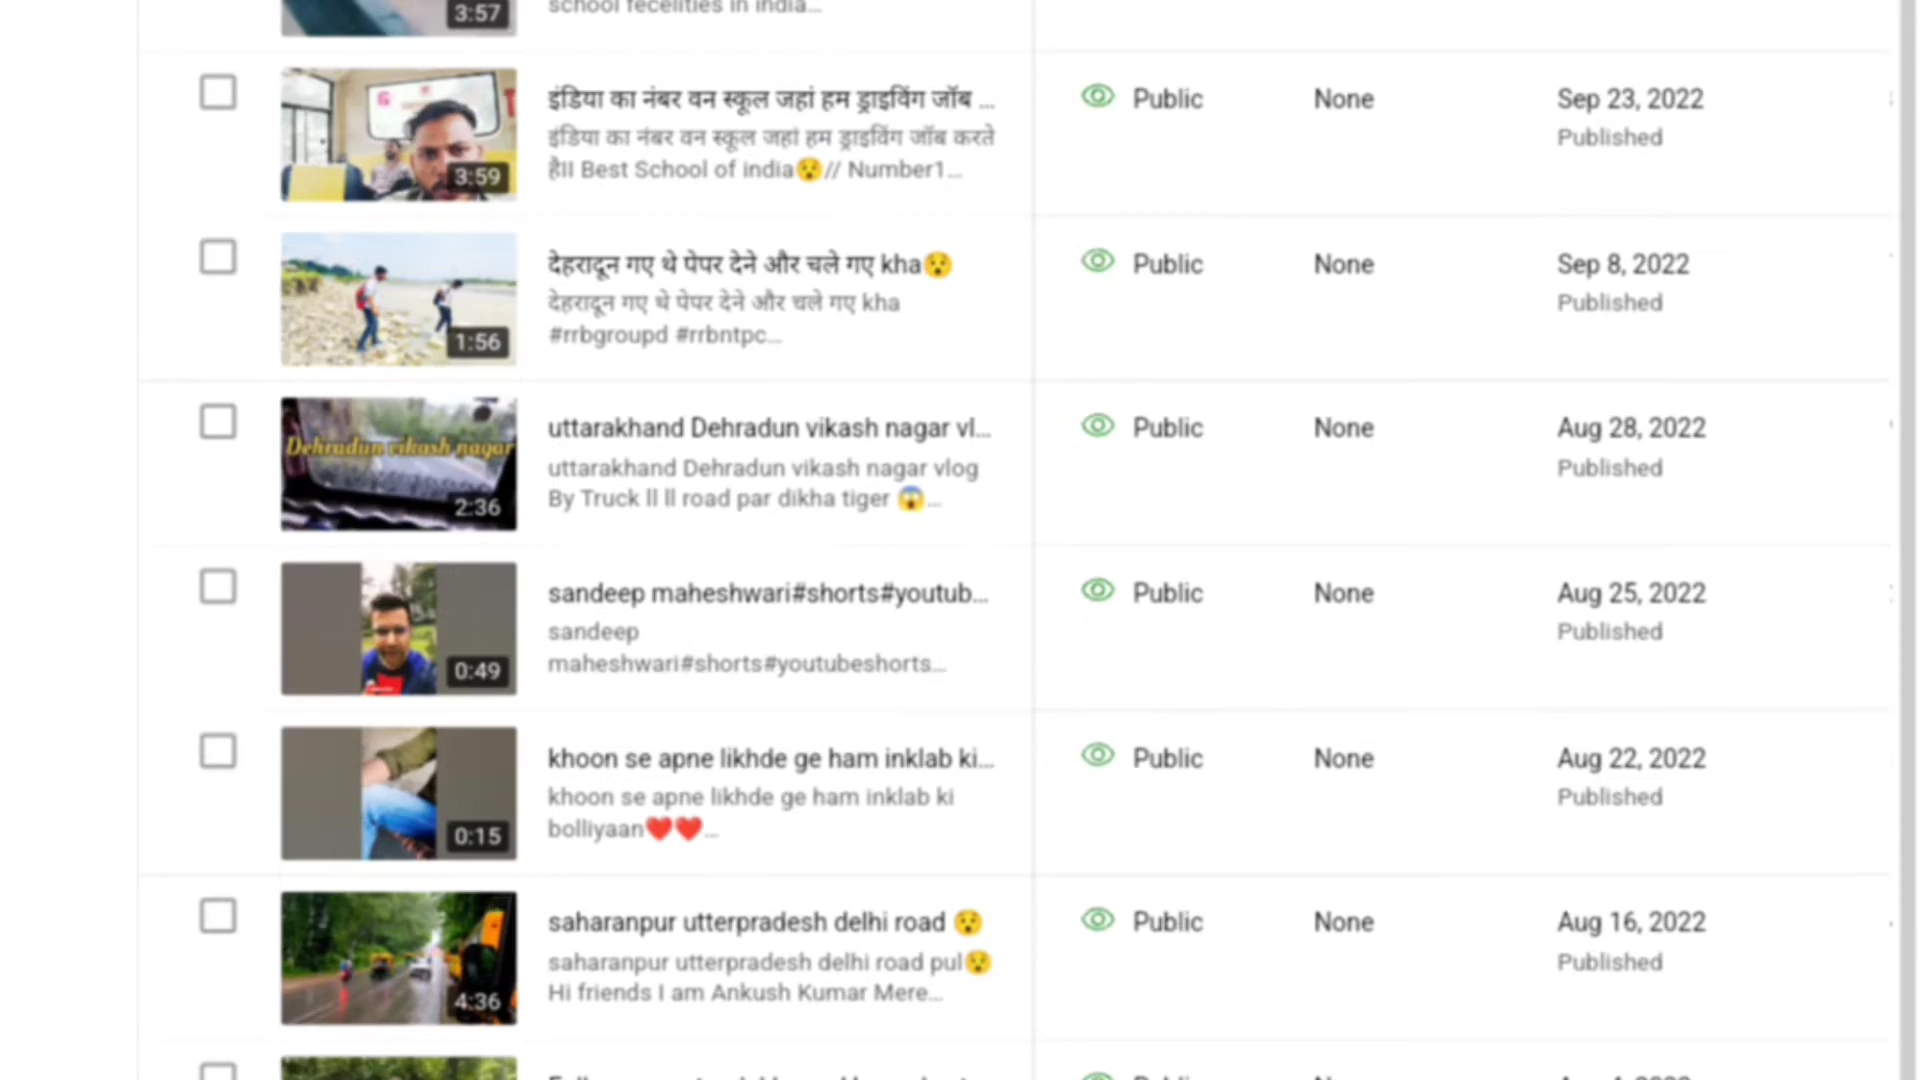 3:57
school fecelities in india…
इंडिया का नंबर वन स्कूल जहां हम ड्राइविंग जॉब ...
इंडिया का नंबर वन स्कूल जहां हम ड्राइविंग जॉब करते
हैII Best School of india😯// Number1…
3:59
Public
None
Sep 23, 2022
Published
देहरादून गए थे पेपर देने और चले गए kha😯
देहरादून गए थे पेपर देने और चले गए kha
#rrbgroupd #rrbntpc…
1:56
Public
None
Sep 8, 2022
Published
Dehradun vikash nagar
2:36
uttarakhand Dehradun vikash nagar vl...
uttarakhand Dehradun vikash nagar vlog
By Truck ll ll road par dikha tiger 😱…
Public
None
Aug 28, 2022
Published
sandeep maheshwari#shorts#youtub...
sandeep
maheshwari#shorts#youtubeshorts…
0:49
Public
None
Aug 25, 2022
Published
khoon se apne likhde ge ham inklab ki...
khoon se apne likhde ge ham inklab ki
bolliyaan❤️❤️…
0:15
Public
None
Aug 22, 2022
Published
saharanpur utterpradesh delhi road 😯
saharanpur utterpradesh delhi road pul😯
Hi friends I am Ankush Kumar Mere…
4:36
Public
None
Aug 16, 2022
Published